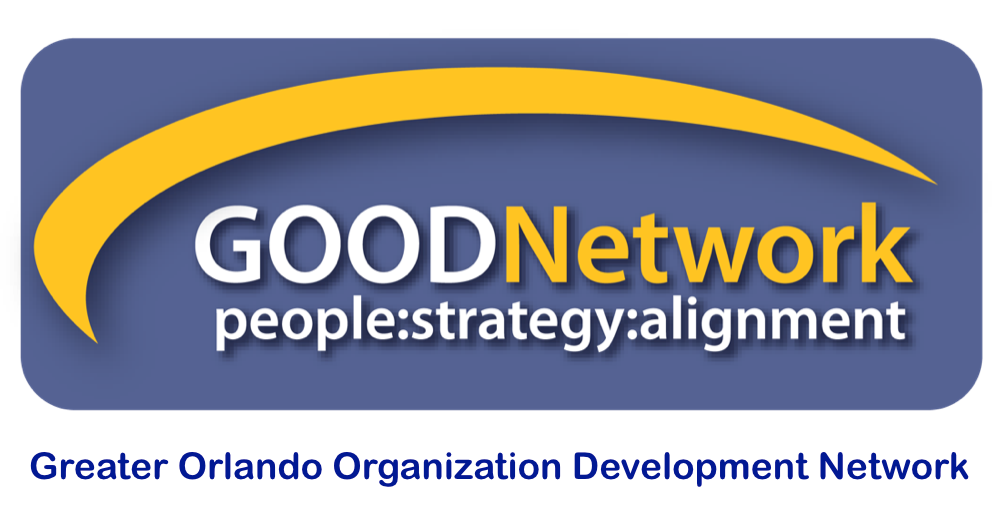 GOODNetwork
people:strategy:alignment
Greater Orlando Organization Development Network